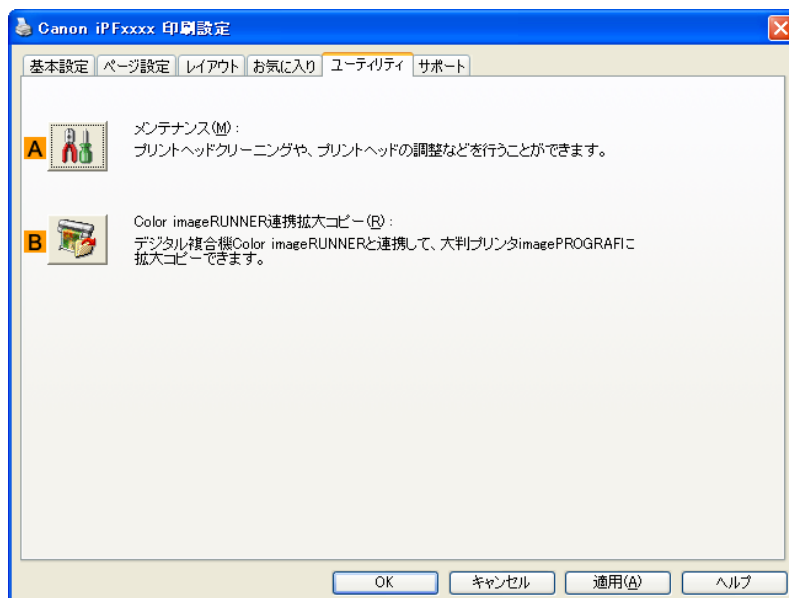 Canon iPFxxxx 印刷設定
基本設定 ページ設定 レイアウト お気に入り ユーティリティ サポート
A
メンテナンス(M) :
プリントヘッドクリーニングや、プリントヘッドの調整などを行うことができます。
B
Color imageRUNNER連携拡大コピー(R) :
デジタル複合機Color imageRUNNERと連携して、大判プリンタimagePROGRAFに
拡大コピーできます。
OK キャンセル 適用(A) ヘルプ